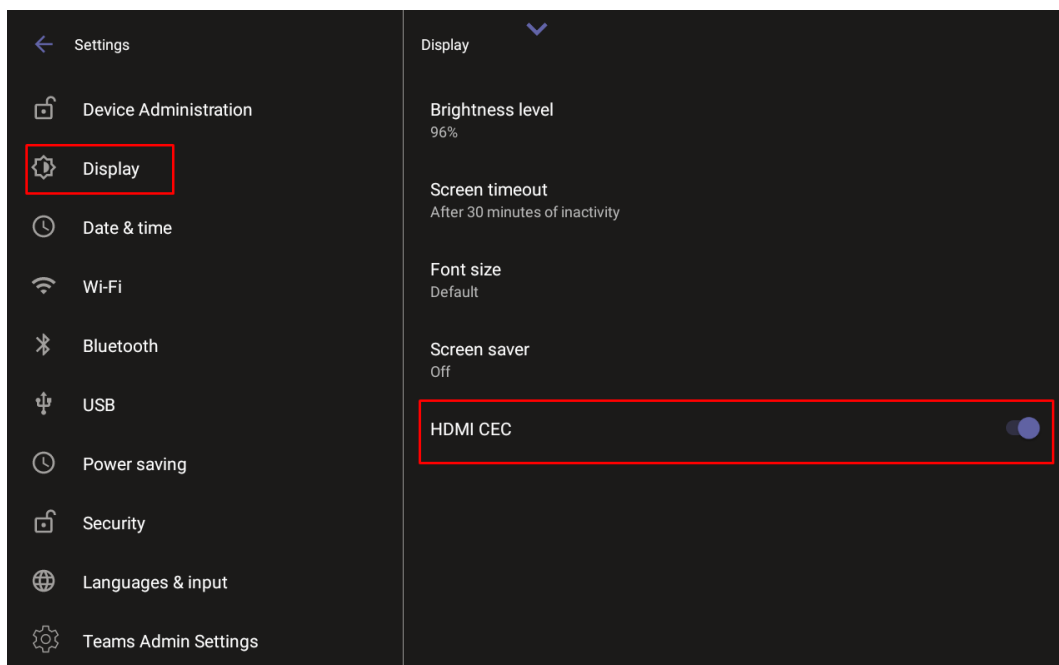 Settings
Device Administration
Display
Date & time
Wi-Fi
Bluetooth
USB
Power saving
Security
Languages & input
Teams Admin Settings
Display
Brightness level
96%
Screen timeout
After 30 minutes of inactivity
Font size
Default
Screen saver
Off
HDMI CEC